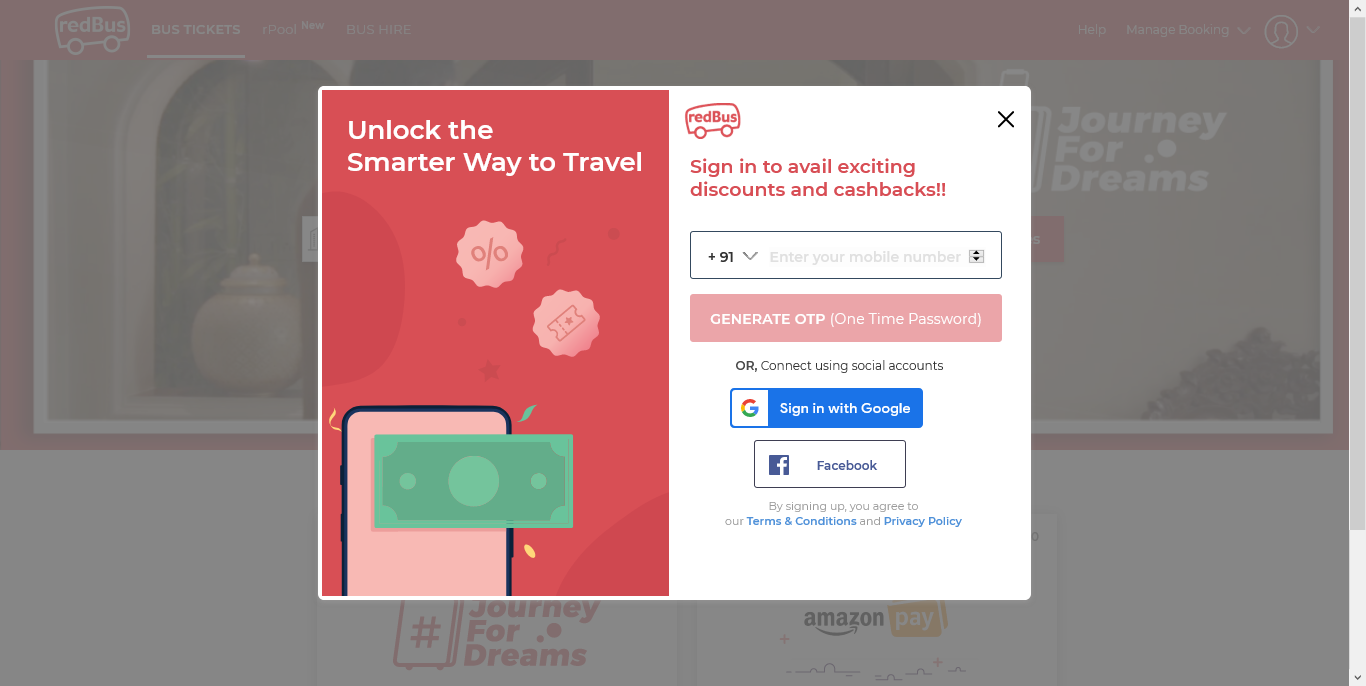 redBus
BUS TICKETS
rPool New
BUS HIRE
Help
Manage Booking
Journey
For
Dreams
Unlock the
Smarter Way to Travel
%
redBus
Sign in to avail exciting
discounts and cashbacks!!
+ 91
Enter your mobile number
GENERATE OTP (One Time Password)
OR, Connect using social accounts
G Sign in with Google
f Facebook
By signing up, you agree to
our Terms & Conditions and Privacy Policy
# Journey
For
Dreams
amazon pay